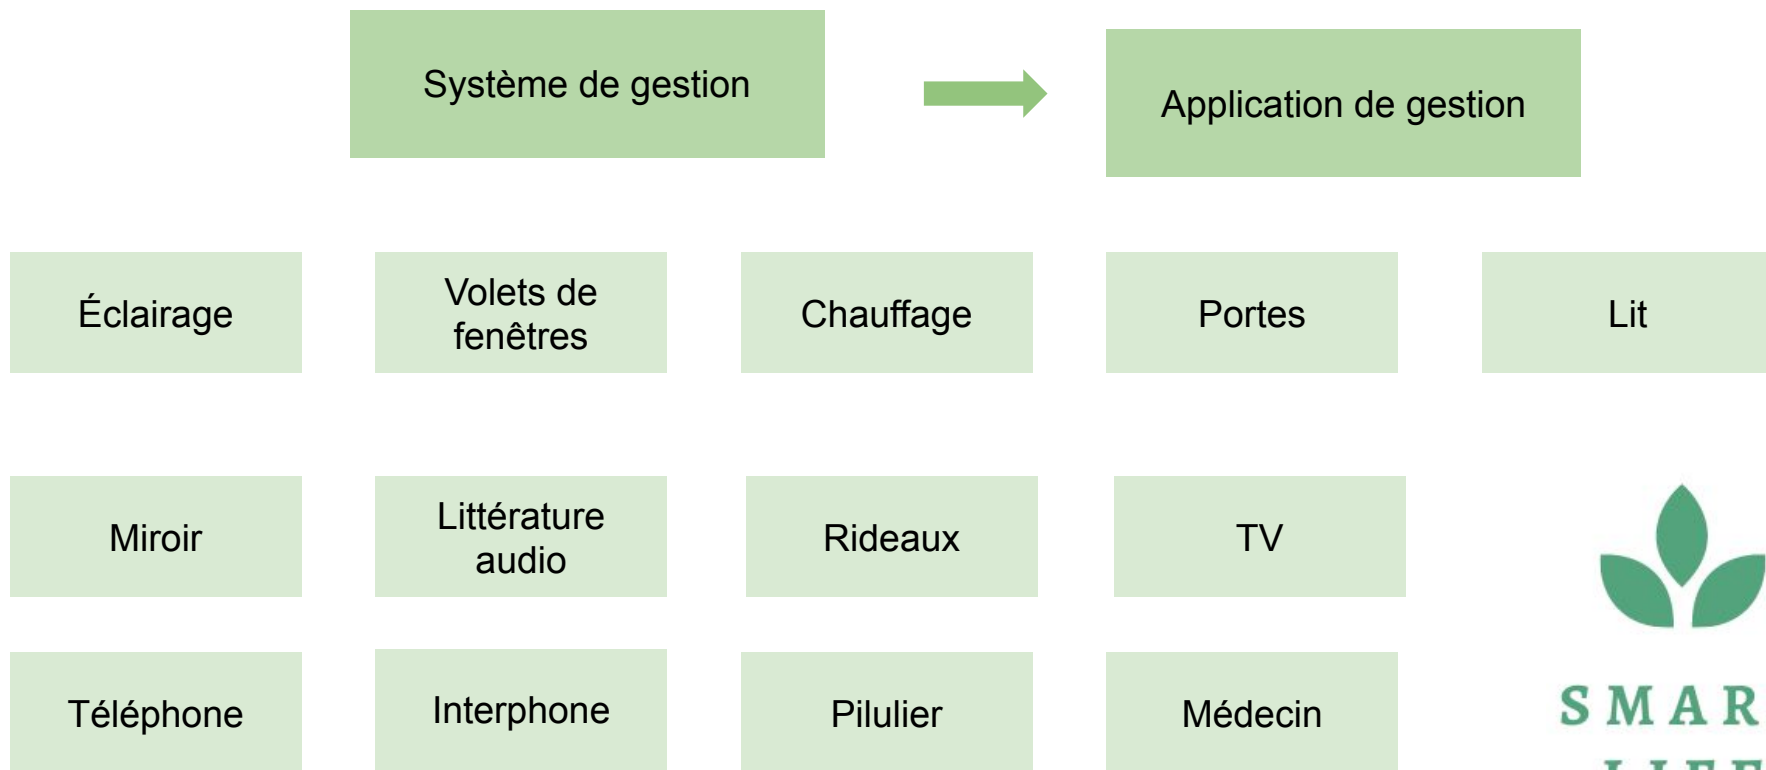 Système de gestion
Application de gestion
Éclairage
Volets de
fenêtres
Chauffage
Portes
Lit
Miroir
Littérature
audio
Rideaux
TV
Téléphone
Interphone
Pilulier
Médecin
SMAR
LIFE